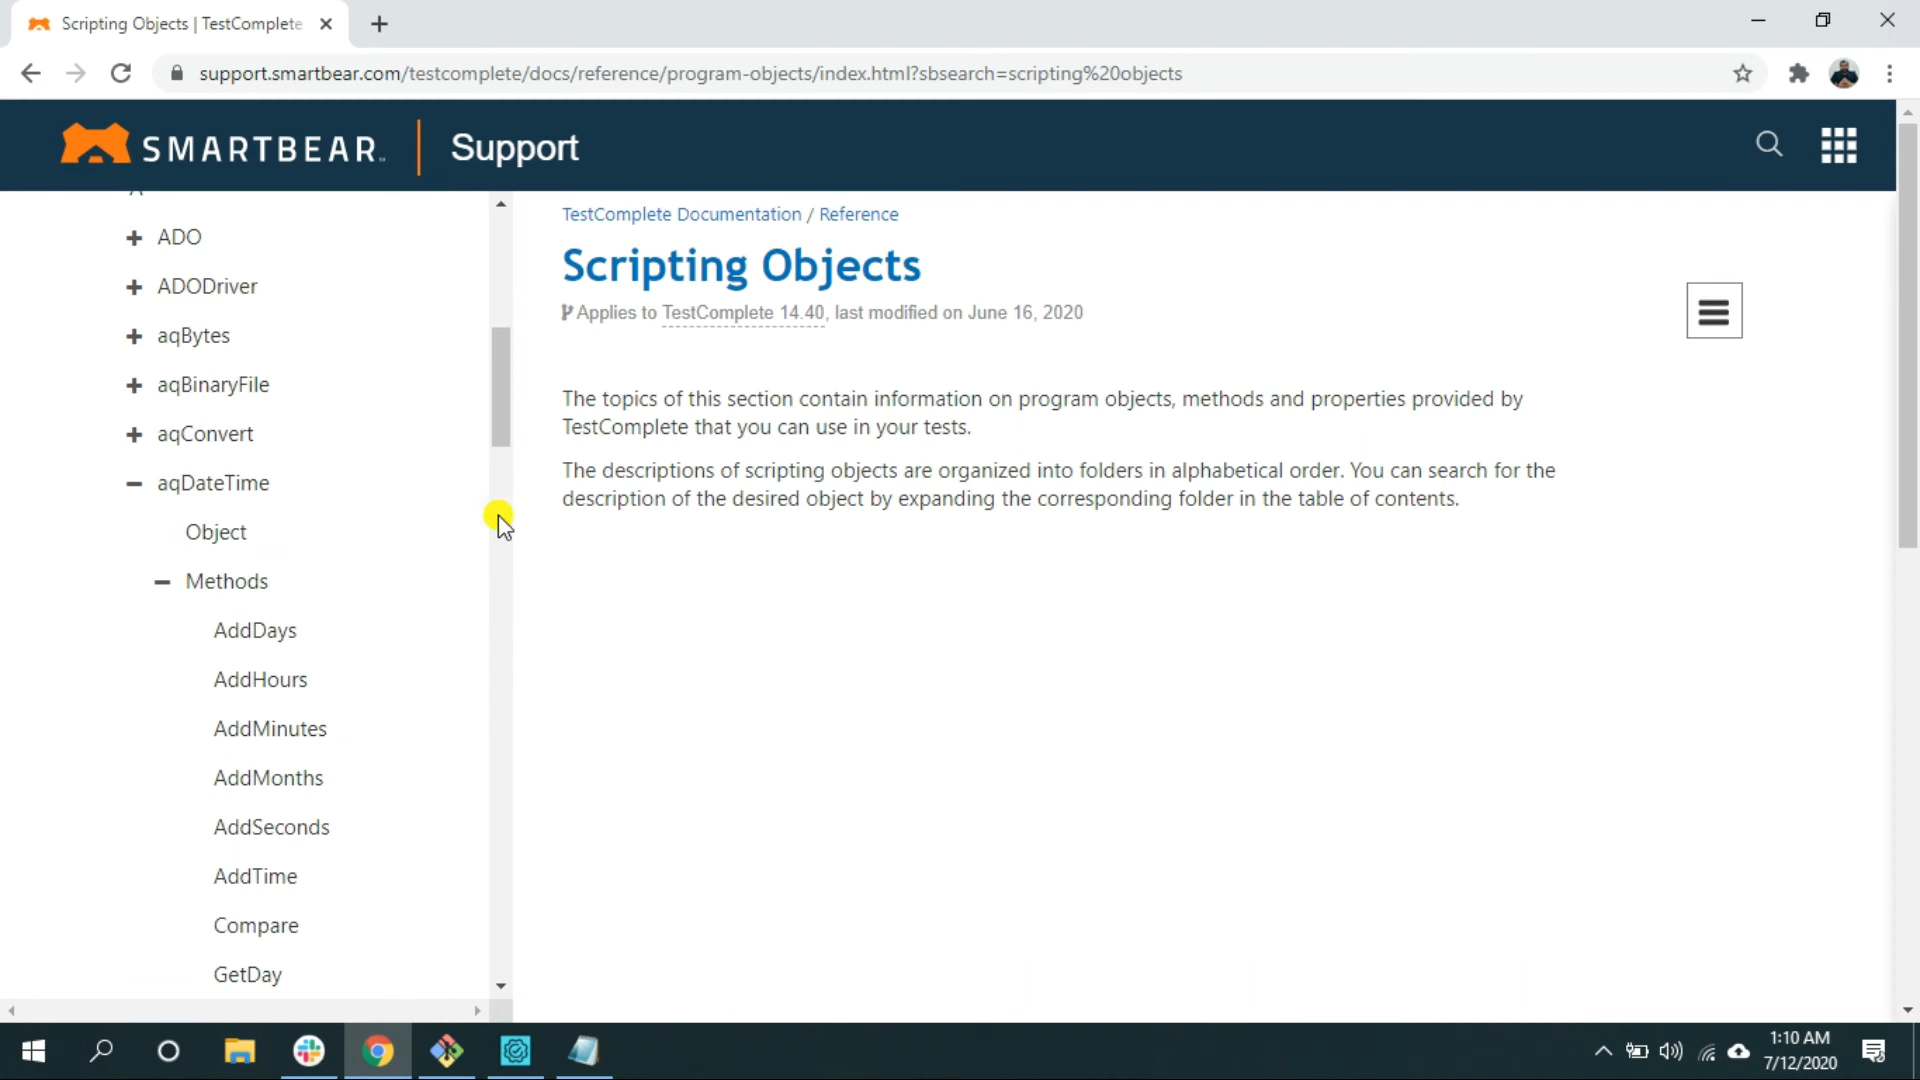 Scripting Objects | TestComplete
support.smartbear.com/testcomplete/docs/reference/program-objects/index.html?sbsearch=scripting%20objects
SMARTBEAR
Support
ADO
ADODriver
aqBytes
aqBinaryFile
aqConvert
aqDateTime
Object
Methods
AddDays
AddHours
AddMinutes
AddMonths
AddSeconds
AddTime
Compare
GetDay
TestComplete Documentation / Reference
Scripting Objects
Applies to TestComplete 14.40, last modified on June 16, 2020
The topics of this section contain information on program objects, methods and properties provided by
TestComplete that you can use in your tests.
The descriptions of scripting objects are organized into folders in alphabetical order. You can search for the
description of the desired object by expanding the corresponding folder in the table of contents.
1:10 AM
7/12/2020